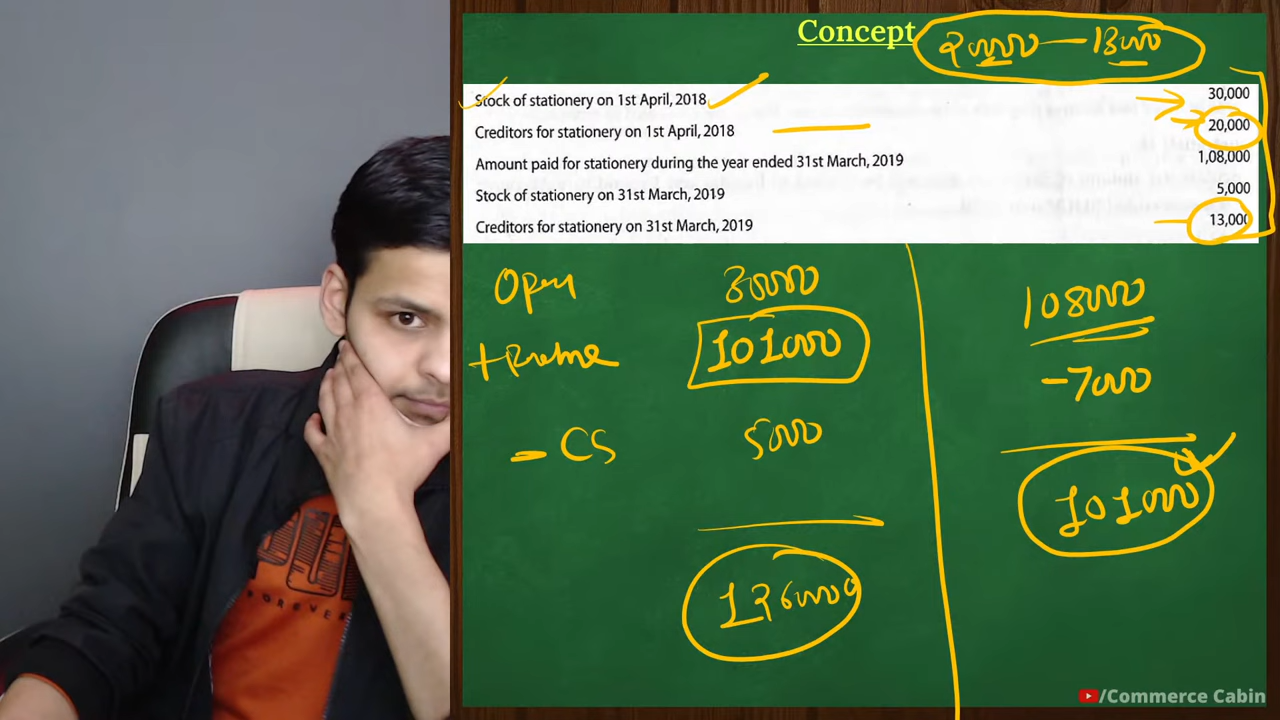 Concept
20000 — 13000
Stock of stationery on 1st April, 2018 30,000
Creditors for stationery on 1st April, 2018 20,000
Amount paid for stationery during the year ended 31st March, 2019 1,08,000
Stock of stationery on 31st March, 2019 5,000
Creditors for stationery on 31st March, 2019 13,000
Open 30000
101000
- CS 5000
126000
108000
-7000
101000
FOREVER
/Commerce Cabin